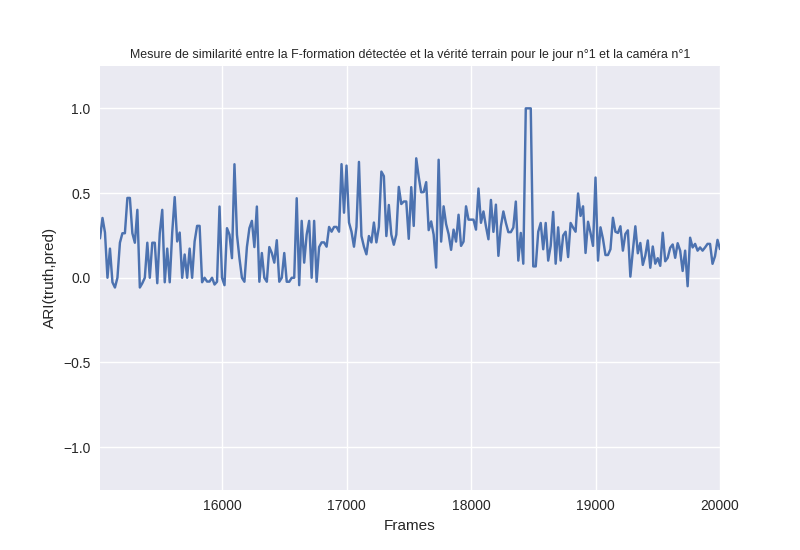 Mesure de similarité entre la F-formation détectée et la vérité terrain pour le jour n°1 et la caméra n°1
1.0
0.5
0.0
−0.5
−1.0
ARI(truth,pred)
16000 17000 18000 19000 20000
Frames